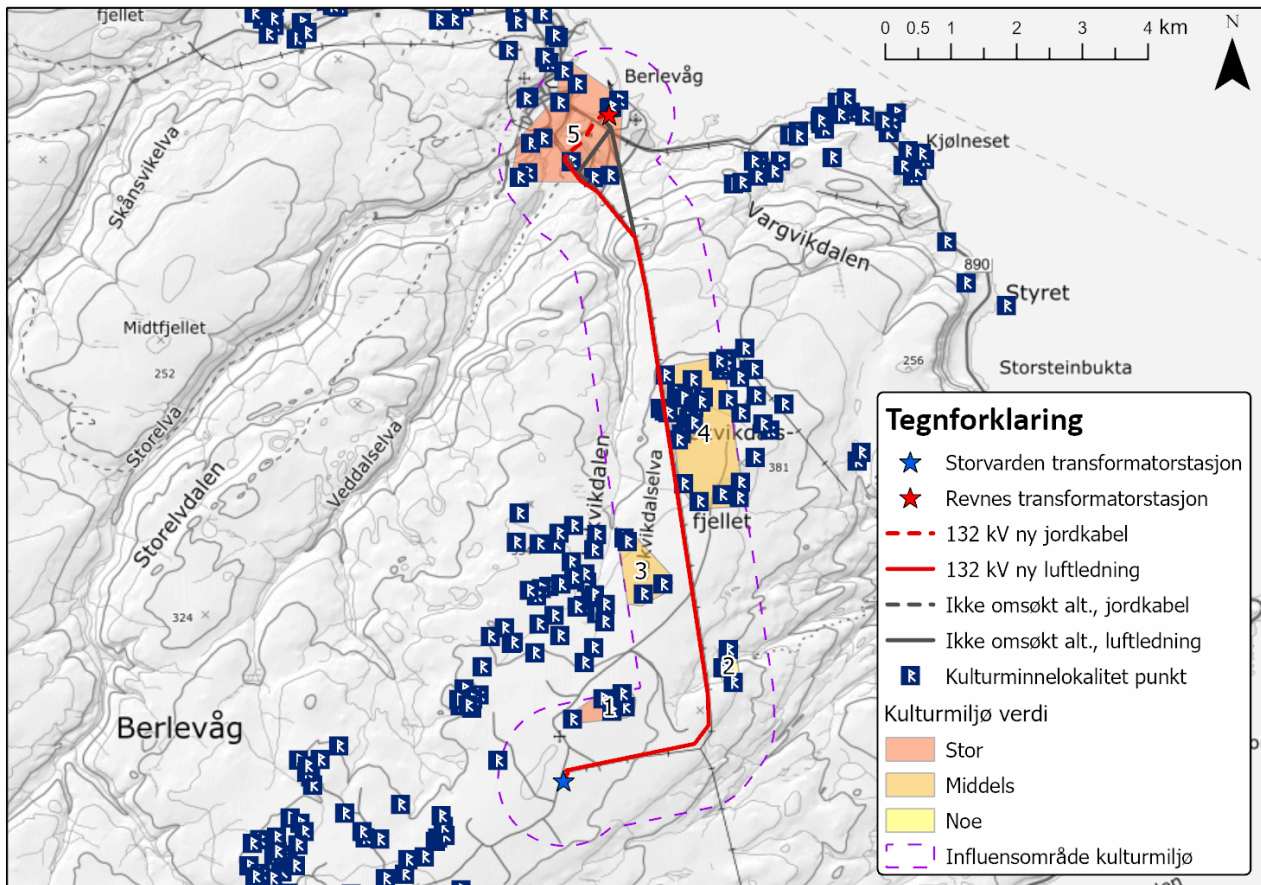 fjellet
0 0.5 1 2 3 4 km
N
Berlevåg
Kjølneset
5
Skånsvikelva
Vargvikdalen
890
Styret
Midtfjellet
252
256
Storsteinbukta
Storelva
4
vikdals-
381
Storelvdalen
Veddalselva
kvikdalen
kvikdalselva
fjellet
3
324
2
1
Berlevåg
Tegnforklaring
Storvarden transformatorstasjon
Revnes transformatorstasjon
132 kV ny jordkabel
132 kV ny luftledning
Ikke omsøkt alt., jordkabel
Ikke omsøkt alt., luftledning
R Kulturminnelokalitet punkt
Kulturmiljø verdi
Stor
Middels
Noe
Influensområde kulturmiljø